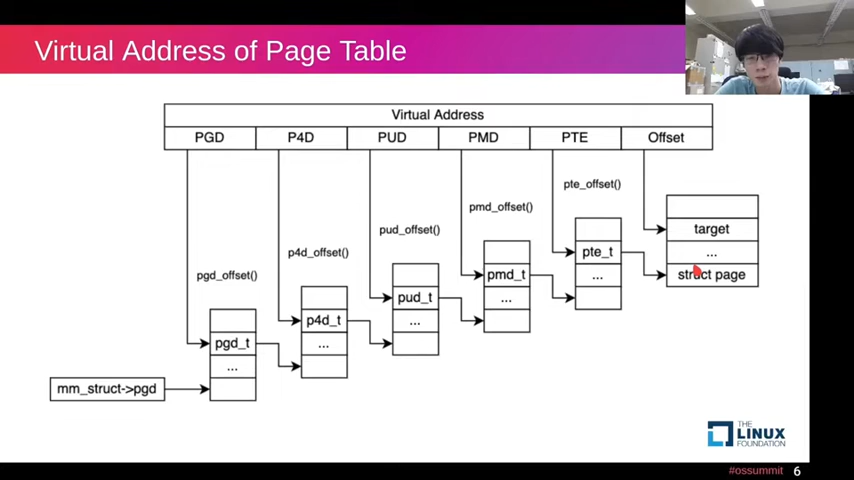 Virtual Address of Page Table
Virtual Address
PGD P4D PUD PMD PTE Offset
pte_offset()
pmd_offset()
pud_offset()
p4d_offset()
pgd_offset()
target
pte_t
...
pmd_t
...
struct page
pud_t
...
...
p4d_t
...
pgd_t
...
mm_struct->pgd
THE
LINUX
FOUNDATION
#ossummit 6